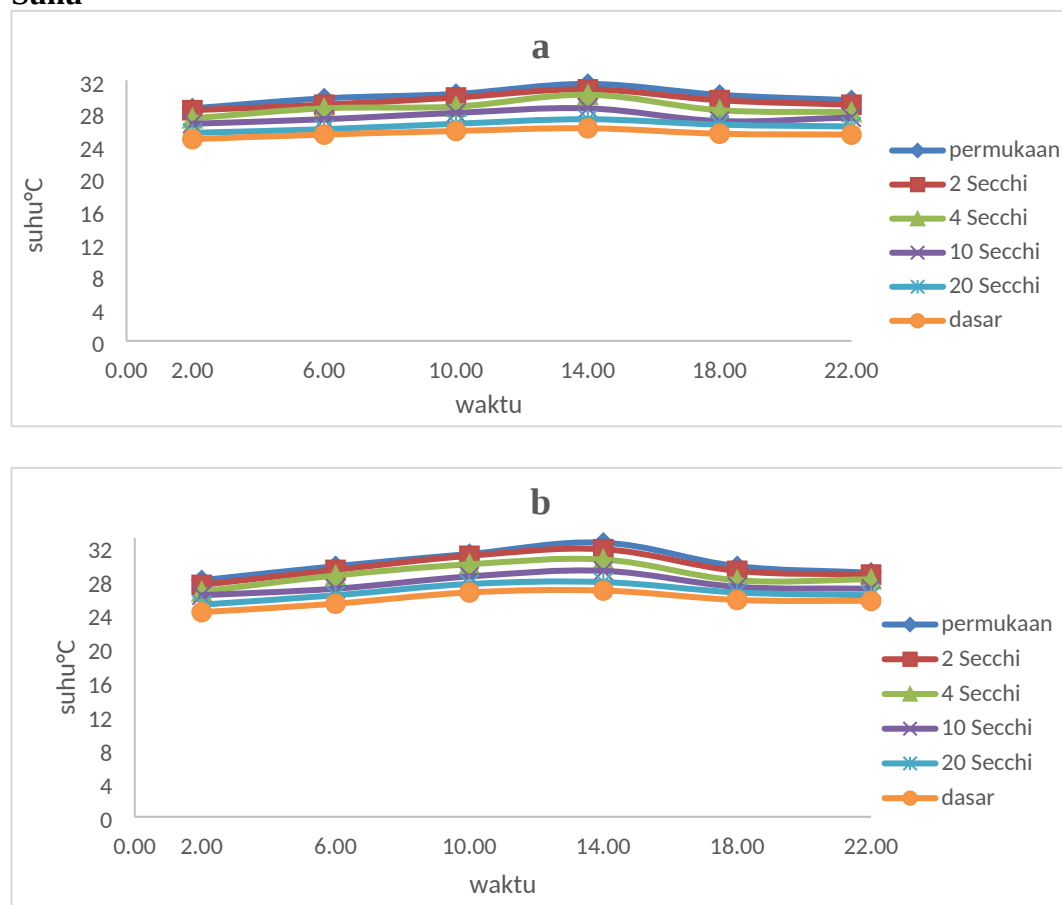 Suhu
a
32
28
24
20
16
12
8
4
0
suhu°C
0.00 2.00 6.00 10.00 14.00 18.00 22.00
waktu
permukaan
2 Secchi
4 Secchi
10 Secchi
20 Secchi
dasar
b
32
28
24
20
16
12
8
4
0
suhu°C
0.00 2.00 6.00 10.00 14.00 18.00 22.00
waktu
permukaan
2 Secchi
4 Secchi
10 Secchi
20 Secchi
dasar